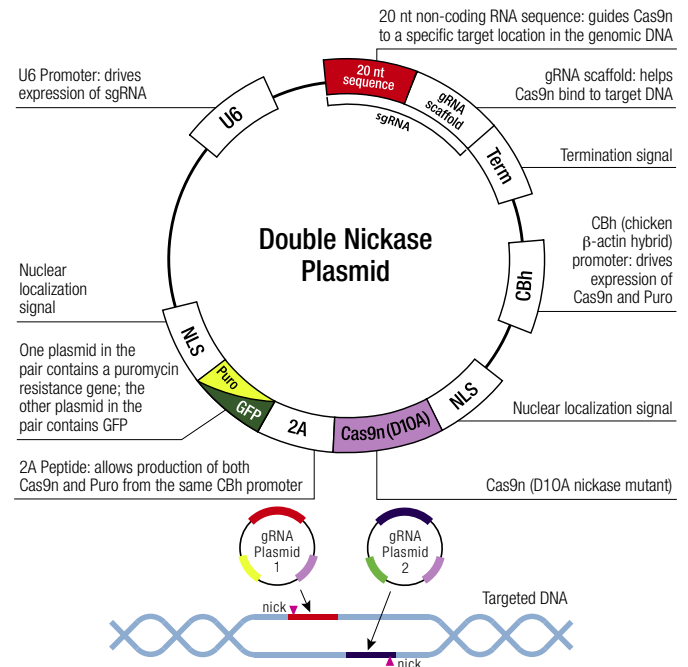 20 nt non-coding RNA sequence: guides Cas9n
to a specific target location in the genomic DNA
U6 Promoter: drives
expression of sgRNA
gRNA scaffold: helps
Cas9n bind to target DNA
20 nt
sequence
gRNA
scaffold
sgRNA
U6
Term
Termination signal
Double Nickase
Plasmid
CBh (chicken
β-actin hybrid)
promoter: drives
expression of
Cas9n and Puro
CBh
Nuclear
localization
signal
NLS
One plasmid in the
pair contains a puromycin
resistance gene; the
other plasmid in the
pair contains GFP
Puro
GFP
2A
Cas9n (D10A)
NLS
Nuclear localization signal
2A Peptide: allows production of both
Cas9n and Puro from the same CBh promoter
Cas9n (D10A nickase mutant)
gRNA
Plasmid
1
gRNA
Plasmid
2
nick
Targeted DNA
nick